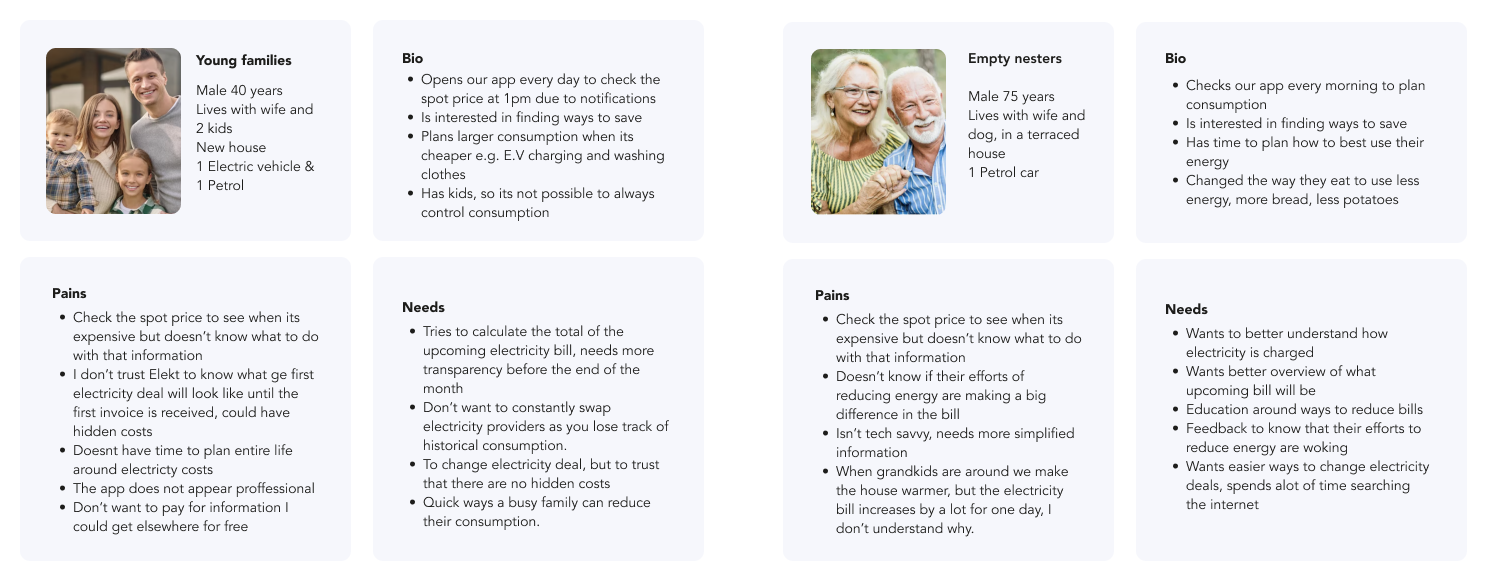 Young families
Male 40 years
Lives with wife and
2 kids
New house
1 Electric vehicle &
1 Petrol
Bio
• Opens our app every day to check the
spot price at 1pm due to notifications
• Is interested in finding ways to save
• Plans larger consumption when its
cheaper e.g. E.V charging and washing
clothes
• Has kids, so its not possible to always
control consumption
Pains
• Check the spot price to see when its
expensive but doesn’t know what to do
with that information
• I don’t trust Elekt to know what ge first
electricity deal will look like until the
first invoice is received, could have
hidden costs
• Doesnt have time to plan entire life
around electricty costs
• The app does not appear proffessional
• Don’t want to pay for information I
could get elsewhere for free
Needs
• Tries to calculate the total of the
upcoming electricity bill, needs more
transparency before the end of the
month
• Don’t want to constantly swap
electricity providers as you lose track of
historical consumption.
• To change electricity deal, but to trust
that there are no hidden costs
• Quick ways a busy family can reduce
their consumption.
Empty nesters
Male 75 years
Lives with wife and
dog, in a terraced
house
1 Petrol car
Bio
• Checks our app every morning to plan
consumption
• Is interested in finding ways to save
• Has time to plan how to best use their
energy
• Changed the way they eat to use less
energy, more bread, less potatoes
Pains
• Check the spot price to see when its
expensive but doesn’t know what to do
with that information
• Doesn’t know if their efforts of
reducing energy are making a big
difference in the bill
• Isn’t tech savvy, needs more simplified
information
• When grandkids are around we make
the house warmer, but the electricity
bill increases by a lot for one day, I
don’t understand why.
Needs
• Wants to better understand how
electricity is charged
• Wants better overview of what
upcoming bill will be
• Education around ways to reduce bills
• Feedback to know that their efforts to
reduce energy are woking
• Wants easier ways to change electricity
deals, spends alot of time searching
the internet